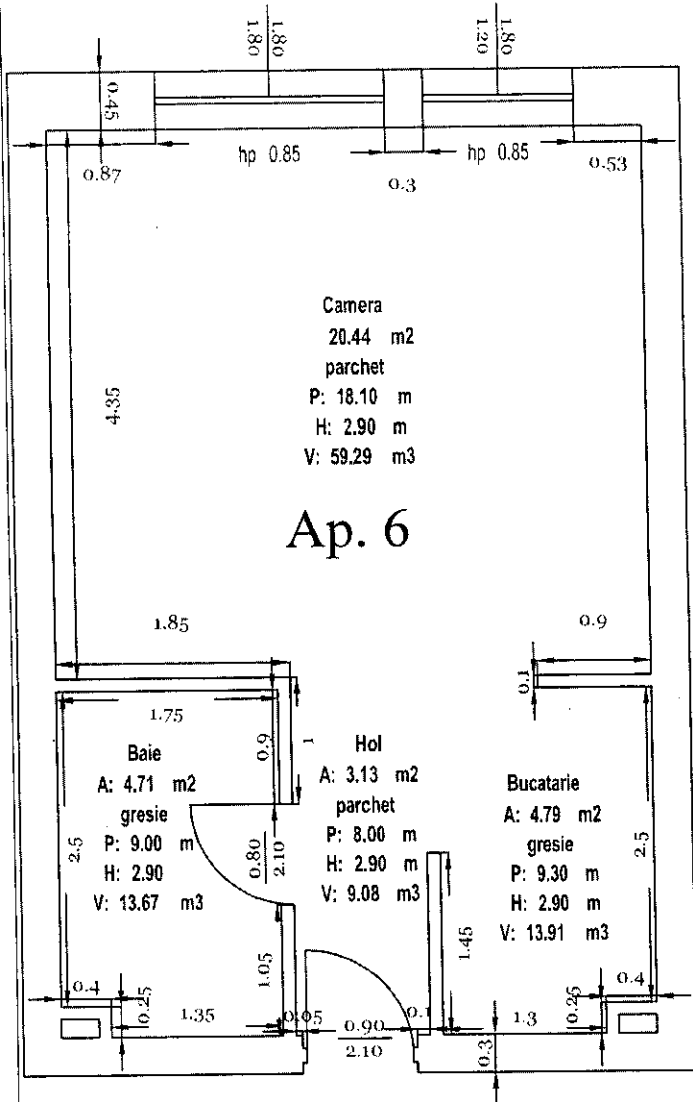 1.80
1.80
1.20
1.80
0.45
hp 0.85
hp 0.85
0.87
0.3
0.53
Camera
20.44 m2
parchet
P: 18.10 m
H: 2.90 m
V: 59.29 m3
4.35
Ap. 6
1.85
0.9
0.1
1.75
0.9
1
Baie
A: 4.71 m2
gresie
P: 9.00 m
H: 2.90
V: 13.67 m3
2.5
0.80
2.10
Hol
A: 3.13 m2
parchet
P: 8.00 m
H: 2.90 m
V: 9.08 m3
Bucatarie
A: 4.79 m2
gresie
P: 9.30 m
H: 2.90 m
V: 13.91 m3
2.5
1.45
1.05
0.4
0.25
1.35
0.05
0.90
2.10
0.1
1.3
0.25
0.4
0.3